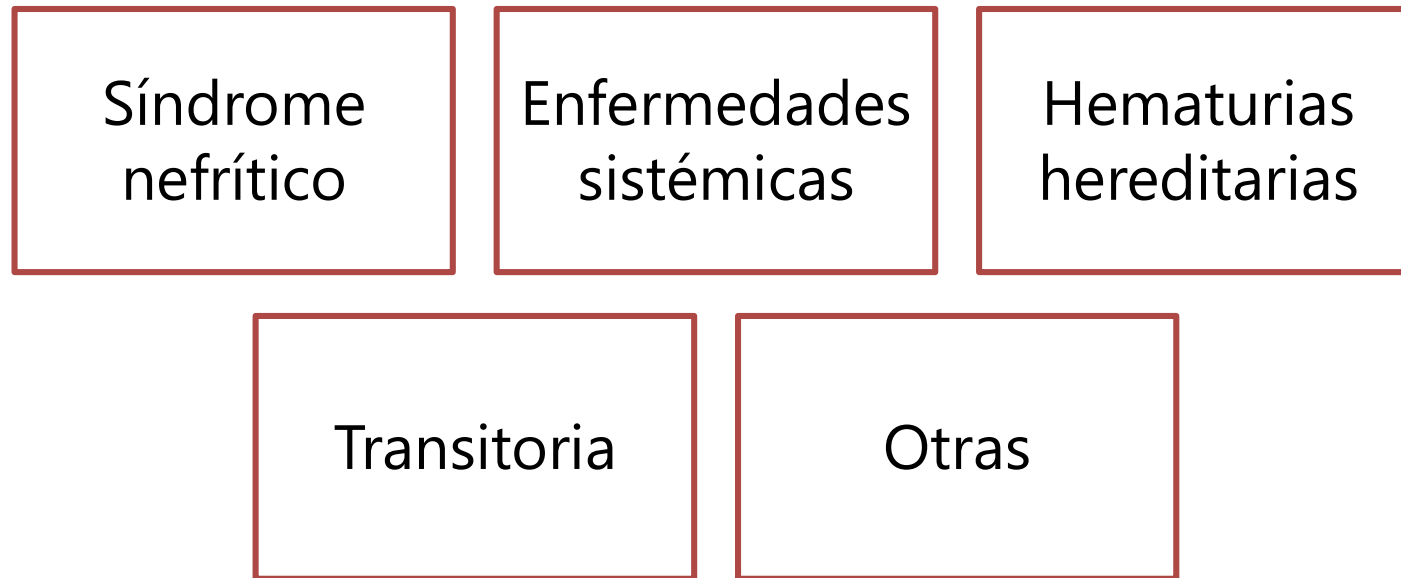 Síndrome
nefrítico
Enfermedades
sistémicas
Hematurias
hereditarias
Transitoria
Otras